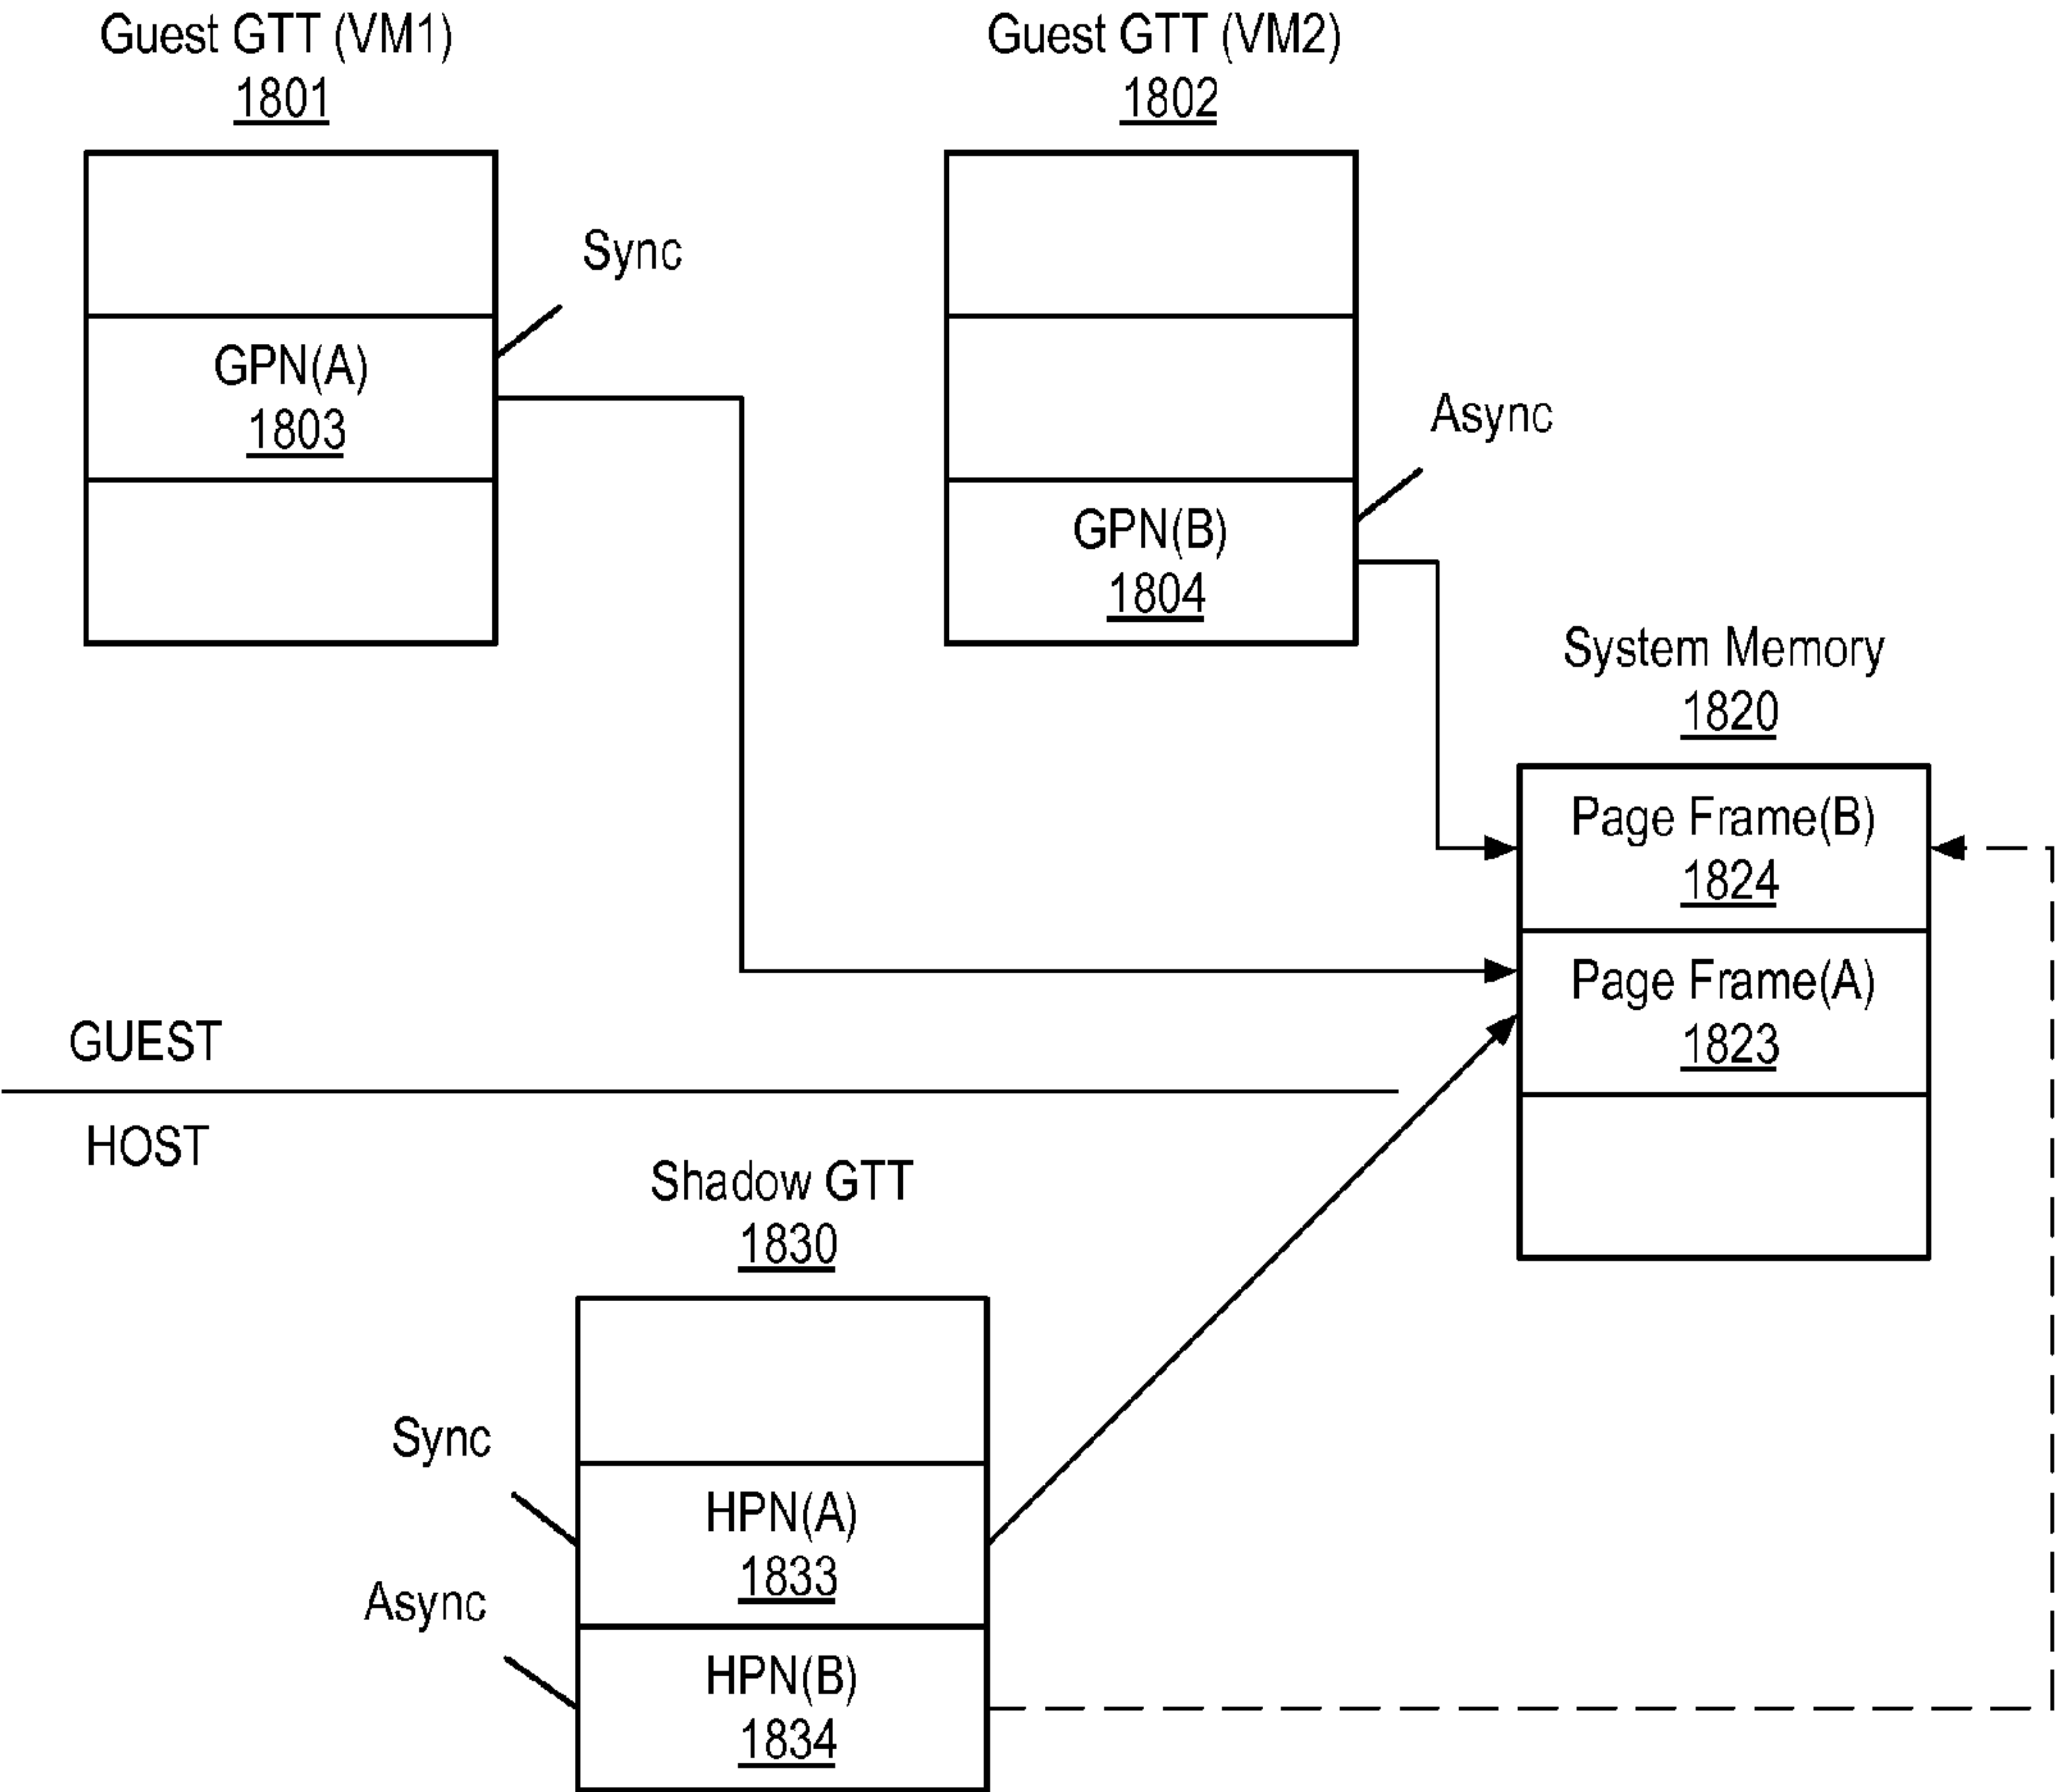 Guest GTT (VM1)
1801
Guest GTT (VM2)
1802
Sync
GPN(A)
1803
Async
GPN(B)
1804
System Memory
1820
Page Frame(B)
1824
Page Frame(A)
1823
GUEST
HOST
Shadow GTT
1830
Sync
HPN(A)
1833
Async
HPN(B)
1834